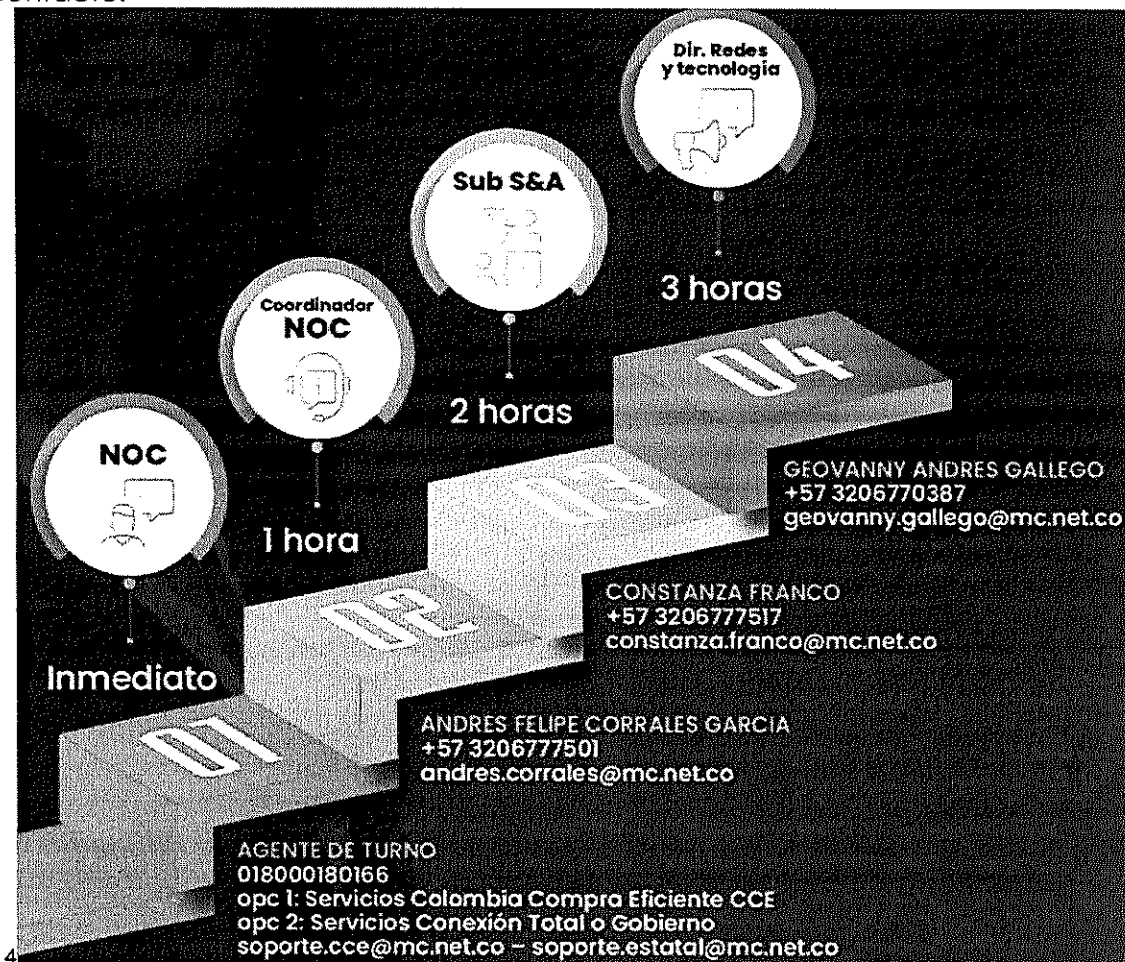 Dir. Redes
y tecnología
3 horas
Sub S&A
2 horas
Coordinador
NOC
1 hora
NOC
Inmediato
04
GEOVANNY ANDRES GALLEGO
+57 3206770387
geovanny.gallego@mc.net.co
03
CONSTANZA FRANCO
+57 3206777517
constanza.franco@mc.net.co
02
ANDRES FELIPE CORRALES GARCIA
+57 3206777501
andres.corrales@mc.net.co
01
AGENTE DE TURNO
018000180166
opc 1: Servicios Colombia Compra Eficiente CCE
opc 2: Servicios Conexión Total o Gobierno
soporte.cce@mc.net.co – soporte.estatal@mc.net.co
4